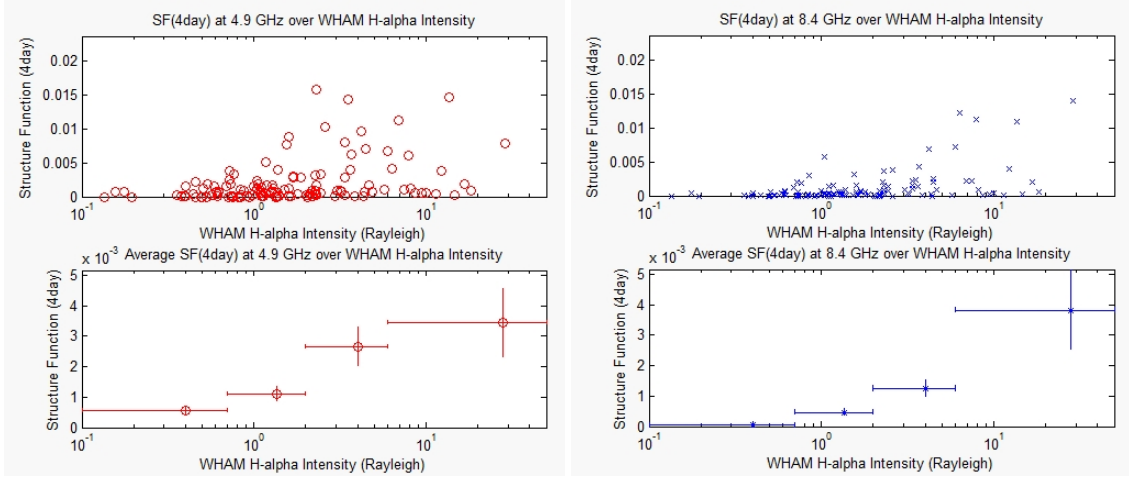 SF(4day) at 4.9 GHz over WHAM H-alpha Intensity
Structure Function (4day)
0.02
0.015
0.01
0.005
0
10^-1
10^0
10^1
WHAM H-alpha Intensity (Rayleigh)
x 10^-3
Average SF(4day) at 4.9 GHz over WHAM H-alpha Intensity
Structure Function (4day)
5
4
3
2
1
0
10^-1
10^0
10^1
WHAM H-alpha Intensity (Rayleigh)
SF(4day) at 8.4 GHz over WHAM H-alpha Intensity
Structure Function (4day)
0.02
0.015
0.01
0.005
0
10^-1
10^0
10^1
WHAM H-alpha Intensity (Rayleigh)
x 10^-3
Average SF(4day) at 8.4 GHz over WHAM H-alpha Intensity
Structure Function (4day)
5
4
3
2
1
0
10^-1
10^0
10^1
WHAM H-alpha Intensity (Rayleigh)